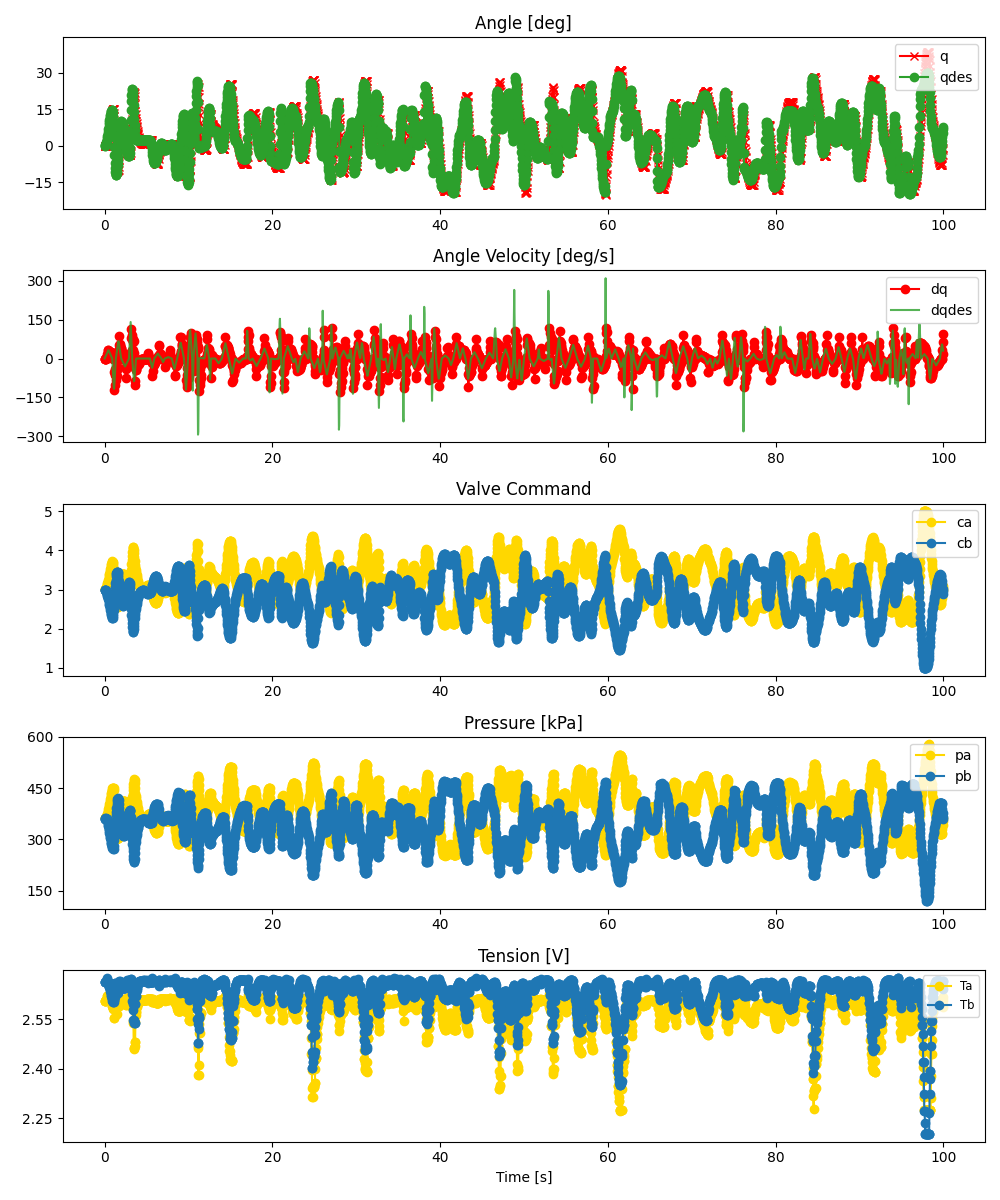 Angle [deg]
30
15
0
−15
q
qdes
0 20 40 60 80 100
Angle Velocity [deg/s]
300
150
0
−150
−300
dq
dqdes
0 20 40 60 80 100
Valve Command
5
4
3
2
1
ca
cb
0 20 40 60 80 100
Pressure [kPa]
600
450
300
150
pa
pb
0 20 40 60 80 100
Tension [V]
2.55
2.40
2.25
Ta
Tb
0 20 40 60 80 100
Time [s]